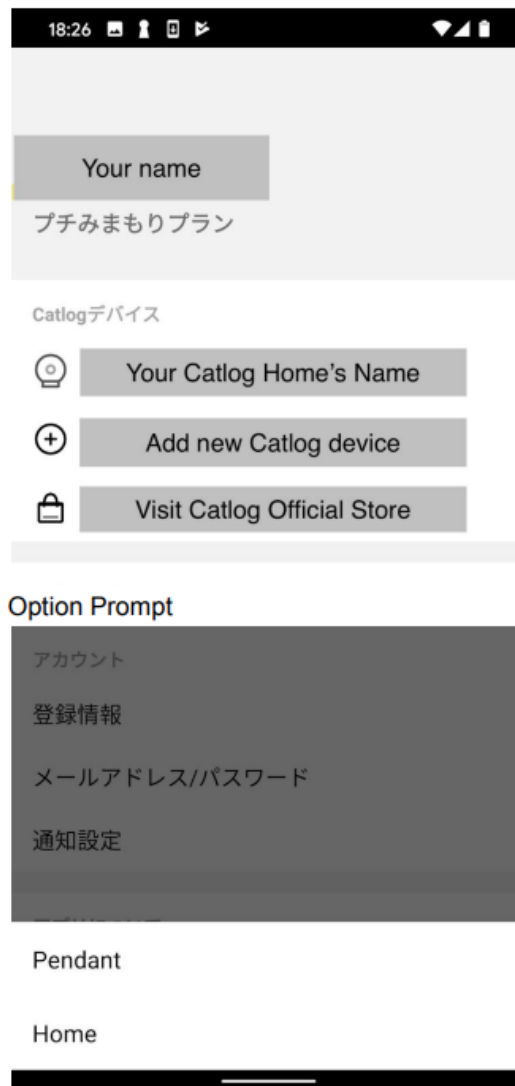 18:26
Your name
プチみまもりプラン
Catlogデバイス
Your Catlog Home's Name
Add new Catlog device
Visit Catlog Official Store
Option Prompt
アカウント
登録情報
メールアドレス/パスワード
通知設定
Pendant
Home